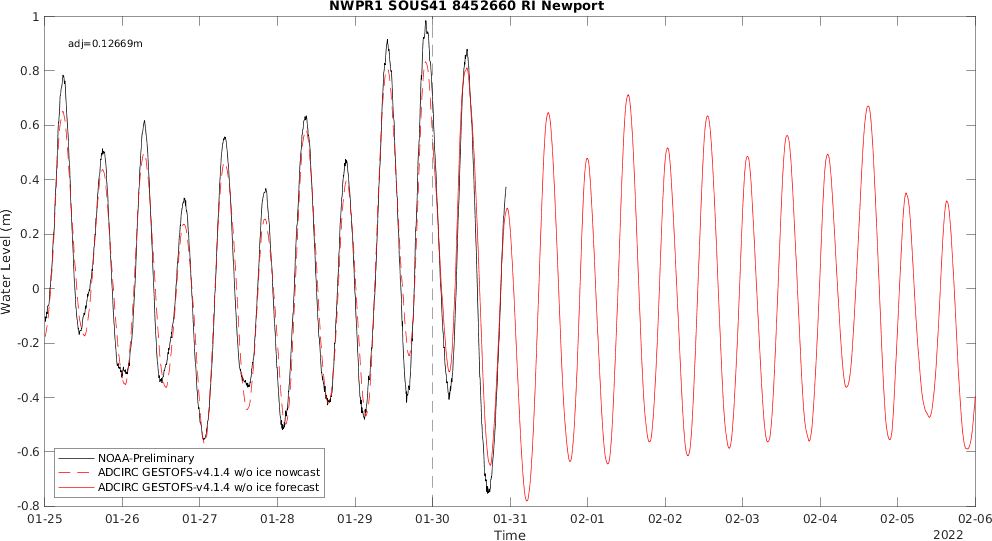 NWPR1 SOUS41 8452660 RI Newport
adj=0.12669m
Water Level (m)
1
0.8
0.6
0.4
0.2
0
-0.2
-0.4
-0.6
-0.8
NOAA-Preliminary
ADCIRC GESTOFS-v4.1.4 w/o ice nowcast
ADCIRC GESTOFS-v4.1.4 w/o ice forecast
01-25 01-26 01-27 01-28 01-29 01-30 01-31 02-01 02-02 02-03 02-04 02-05 02-06
Time
2022